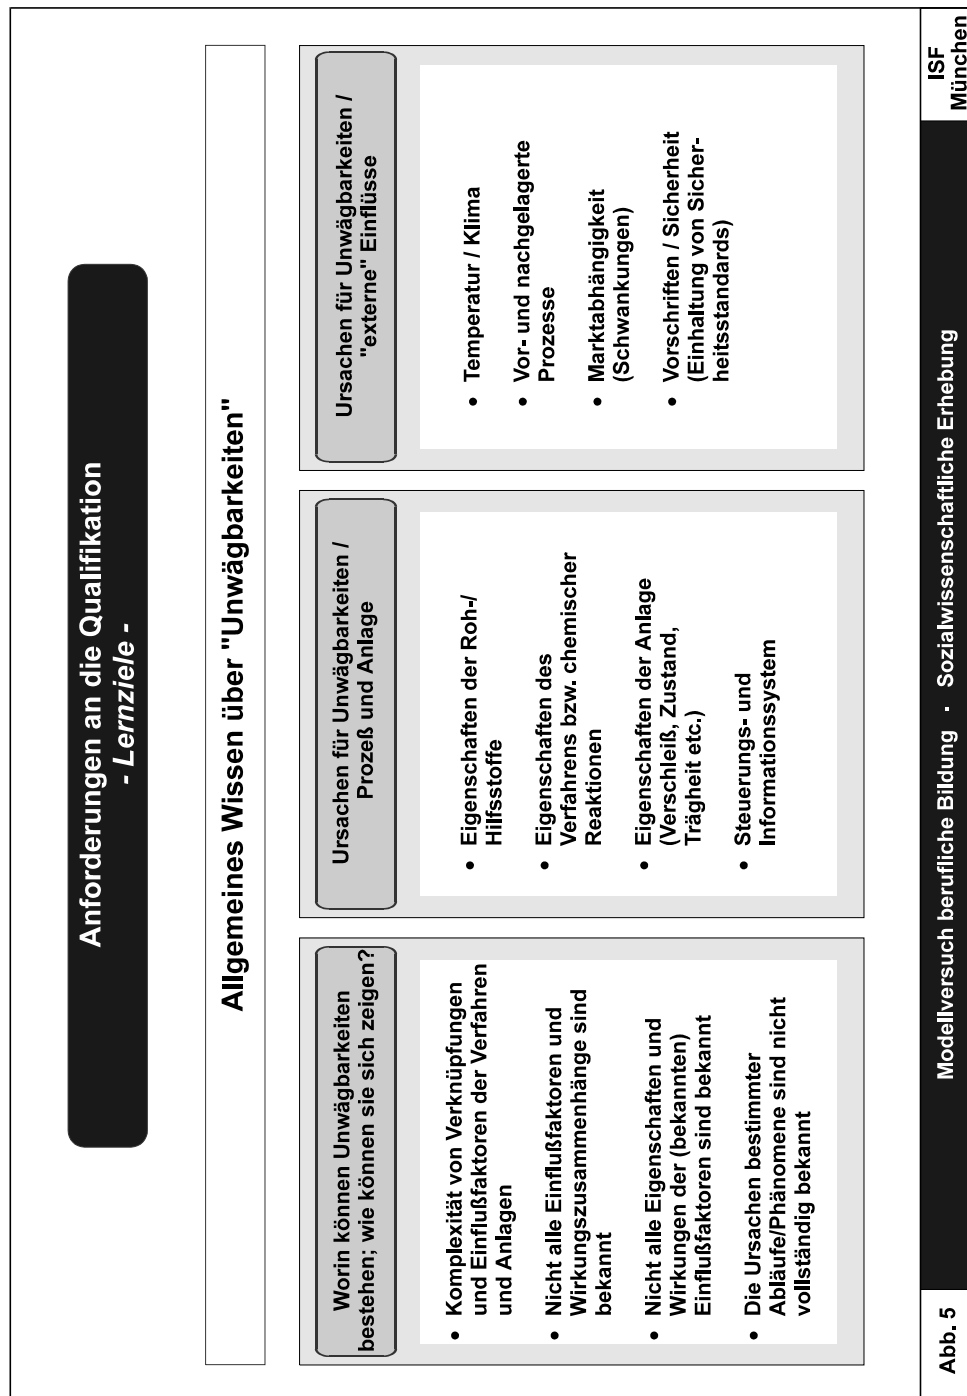 Anforderungen an die Qualifikation
- Lernziele -
Allgemeines Wissen über "Unwägbarkeiten"
Worin können Unwägbarkeiten
bestehen; wie können sie sich zeigen?
• Komplexität von Verknüpfungen
und Einflußfaktoren der Verfahren
und Anlagen
• Nicht alle Einflußfaktoren und
Wirkungszusammenhänge sind
bekannt
• Nicht alle Eigenschaften und
Wirkungen der (bekannten)
Einflußfaktoren sind bekannt
• Die Ursachen bestimmter
Abläufe/Phänomene sind nicht
vollständig bekannt
Ursachen für Unwägbarkeiten /
Prozeß und Anlage
• Eigenschaften der Roh-/
Hilfsstoffe
• Eigenschaften des
Verfahrens bzw. chemischer
Reaktionen
• Eigenschaften der Anlage
(Verschleiß, Zustand,
Trägheit etc.)
• Steuerungs- und
Informationssystem
Ursachen für Unwägbarkeiten /
"externe" Einflüsse
• Temperatur / Klima
• Vor- und nachgelagerte
Prozesse
• Marktabhängigkeit
(Schwankungen)
• Vorschriften / Sicherheit
(Einhaltung von Sicher-
heitsstandards)
Abb. 5
Modellversuch berufliche Bildung · Sozialwissenschaftliche Erhebung
ISF
München